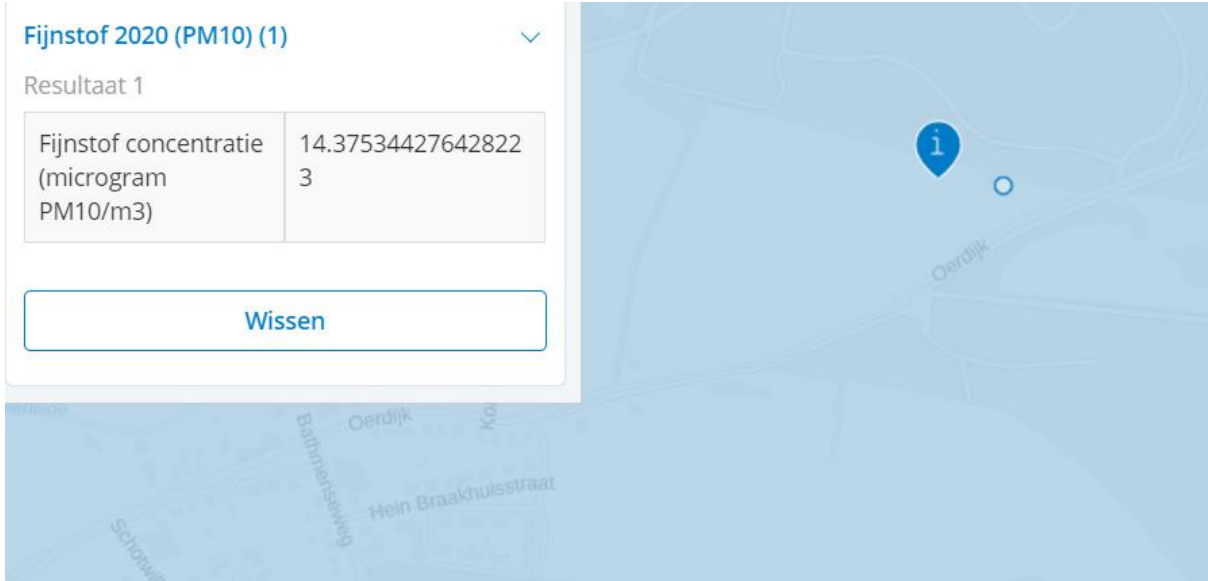 Fijnstof 2020 (PM10) (1)
Resultaat 1
Fijnstof concentratie
(microgram
PM10/m3)
14.37534427642822
3
Wissen
i
Oerdijk
Oerdijk
Bathmenseweg
Hein Braakhuisstraat